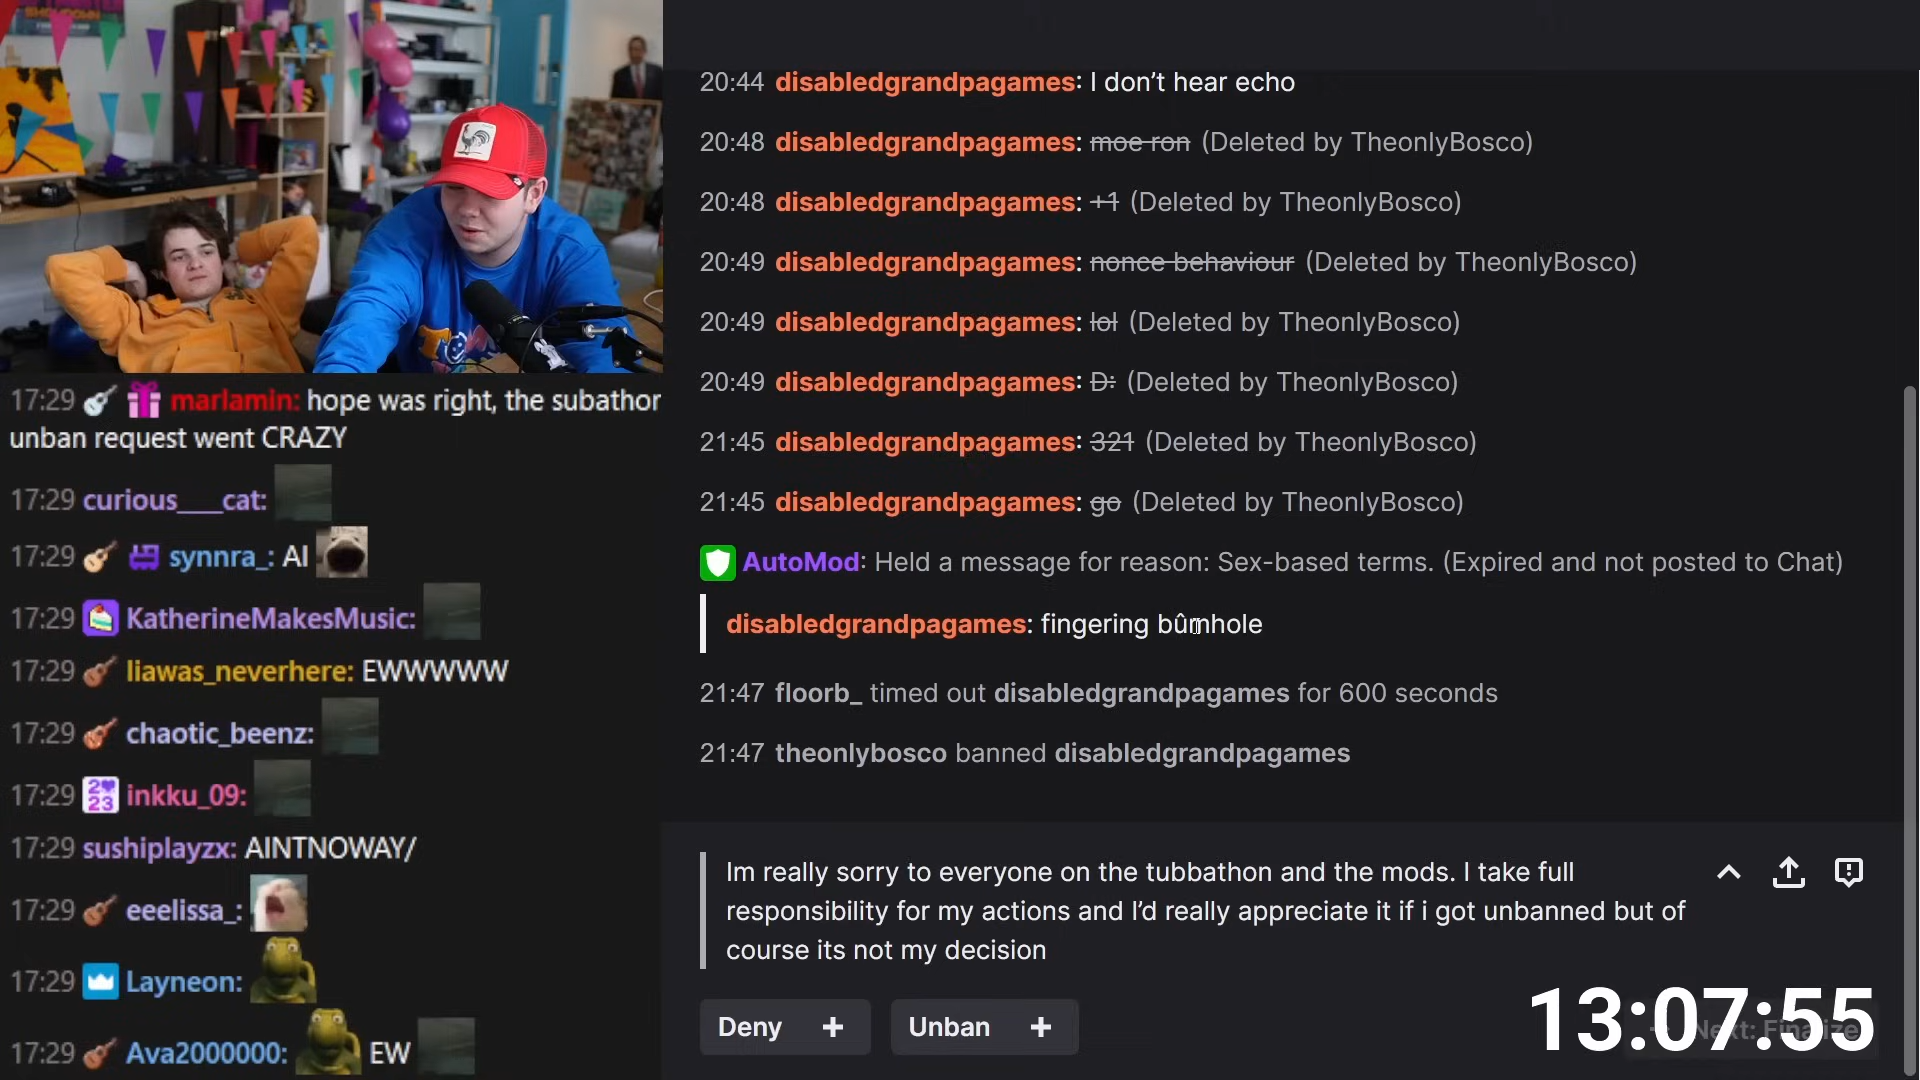 17:29 marlamin: hope was right, the subathor
unban request went CRAZY
17:29 curious___cat:
17:29 synnra_: AI
17:29 KatherineMakesMusic:
17:29 liawas_neverhere: EWWWWW
17:29 chaotic_beenz:
2 23
17:29 inkku_09:
17:29 sushiplayzx: AINTNOWAY/
17:29 eeelissa_:
17:29 Layneon:
17:29 Ava2000000: EW
20:44 disabledgrandpagames: I don’t hear echo
20:48 disabledgrandpagames: moe ron (Deleted by TheonlyBosco)
20:48 disabledgrandpagames: +1 (Deleted by TheonlyBosco)
20:49 disabledgrandpagames: nonce behaviour (Deleted by TheonlyBosco)
20:49 disabledgrandpagames: lol (Deleted by TheonlyBosco)
20:49 disabledgrandpagames: D: (Deleted by TheonlyBosco)
21:45 disabledgrandpagames: 321 (Deleted by TheonlyBosco)
21:45 disabledgrandpagames: go (Deleted by TheonlyBosco)
AutoMod: Held a message for reason: Sex-based terms. (Expired and not posted to Chat)
disabledgrandpagames: fingering bûmhole
21:47 floorb_ timed out disabledgrandpagames for 600 seconds
21:47 theonlybosco banned disabledgrandpagames
Im really sorry to everyone on the tubbathon and the mods. I take full
responsibility for my actions and I’d really appreciate it if i got unbanned but of
course its not my decision
Deny +
Unban +
Next: Finalize
13:07:55